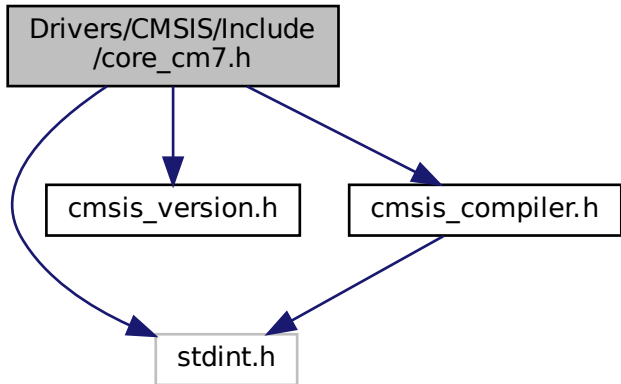 Drivers/CMSIS/Include
/core_cm7.h
cmsis_version.h
cmsis_compiler.h
stdint.h